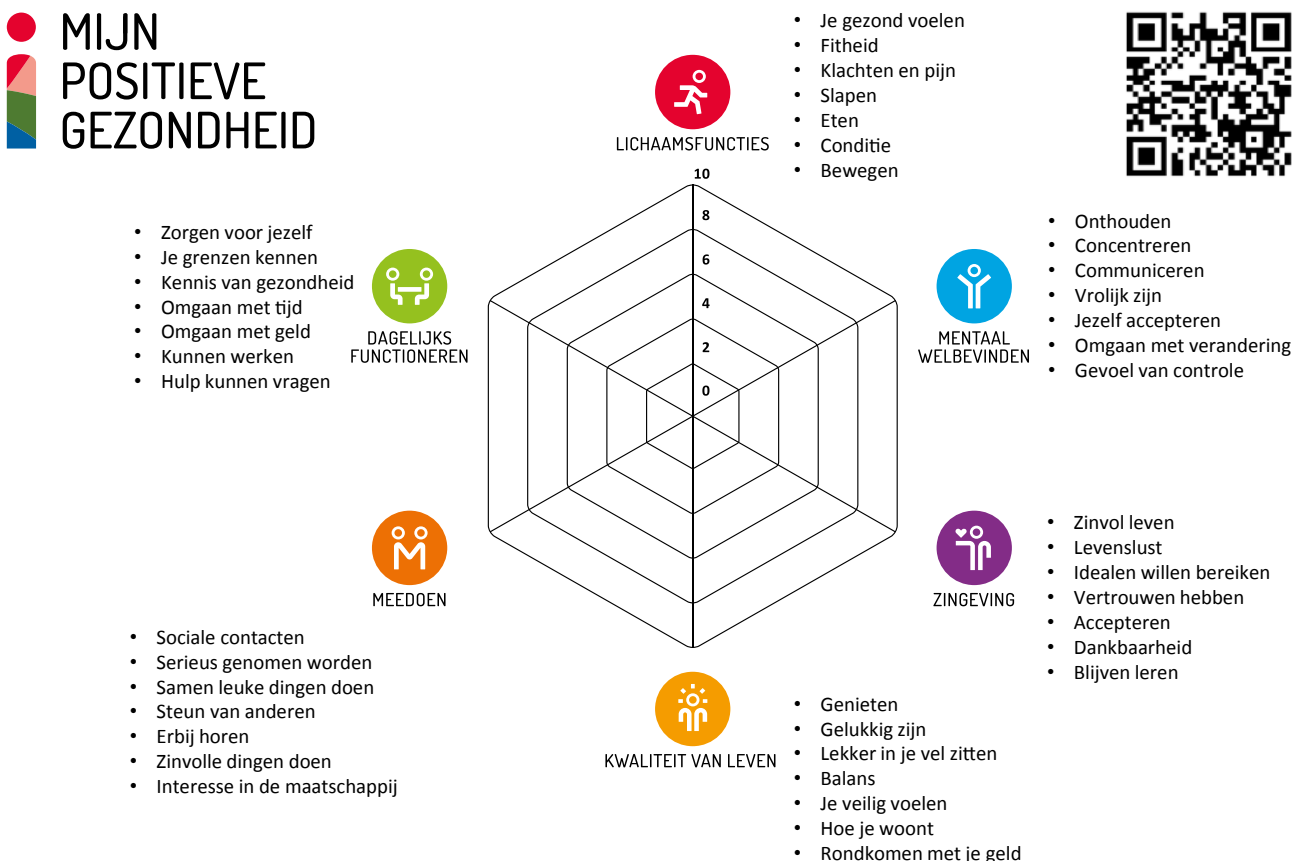 MIJN
POSITIEVE
GEZONDHEID
LICHAAMSFUNCTIES
• Je gezond voelen
• Fitheid
• Klachten en pijn
• Slapen
• Eten
• Conditie
• Bewegen
10
8
6
4
2
0
• Zorgen voor jezelf
• Je grenzen kennen
• Kennis van gezondheid
• Omgaan met tijd
• Omgaan met geld
• Kunnen werken
• Hulp kunnen vragen
DAGELIJKS
FUNCTIONEREN
MENTAAL
WELBEVINDEN
• Onthouden
• Concentreren
• Communiceren
• Vrolijk zijn
• Jezelf accepteren
• Omgaan met verandering
• Gevoel van controle
MEEDOEN
• Sociale contacten
• Serieus genomen worden
• Samen leuke dingen doen
• Steun van anderen
• Erbij horen
• Zinvolle dingen doen
• Interesse in de maatschappij
ZINGEVING
• Zinvol leven
• Levenslust
• Idealen willen bereiken
• Vertrouwen hebben
• Accepteren
• Dankbaarheid
• Blijven leren
KWALITEIT VAN LEVEN
• Genieten
• Gelukkig zijn
• Lekker in je vel zitten
• Balans
• Je veilig voelen
• Hoe je woont
• Rondkomen met je geld